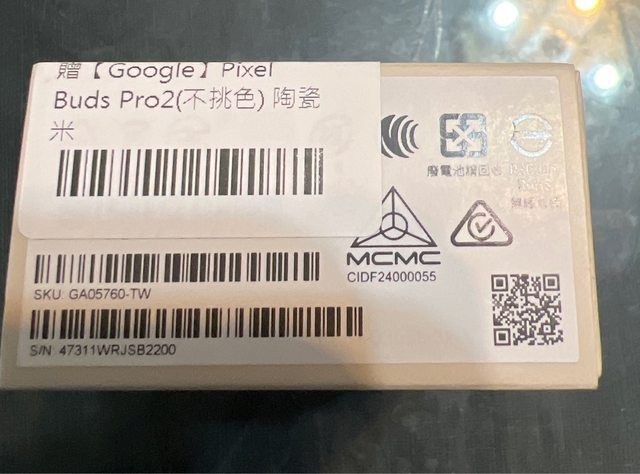 贈【Google】Pixel
Buds Pro2(不挑色) 陶瓷
米
廢電池請回收
MCMC
CIDF24000055
SKU: GA05760-TW
S/N: 47311WRJSB2200